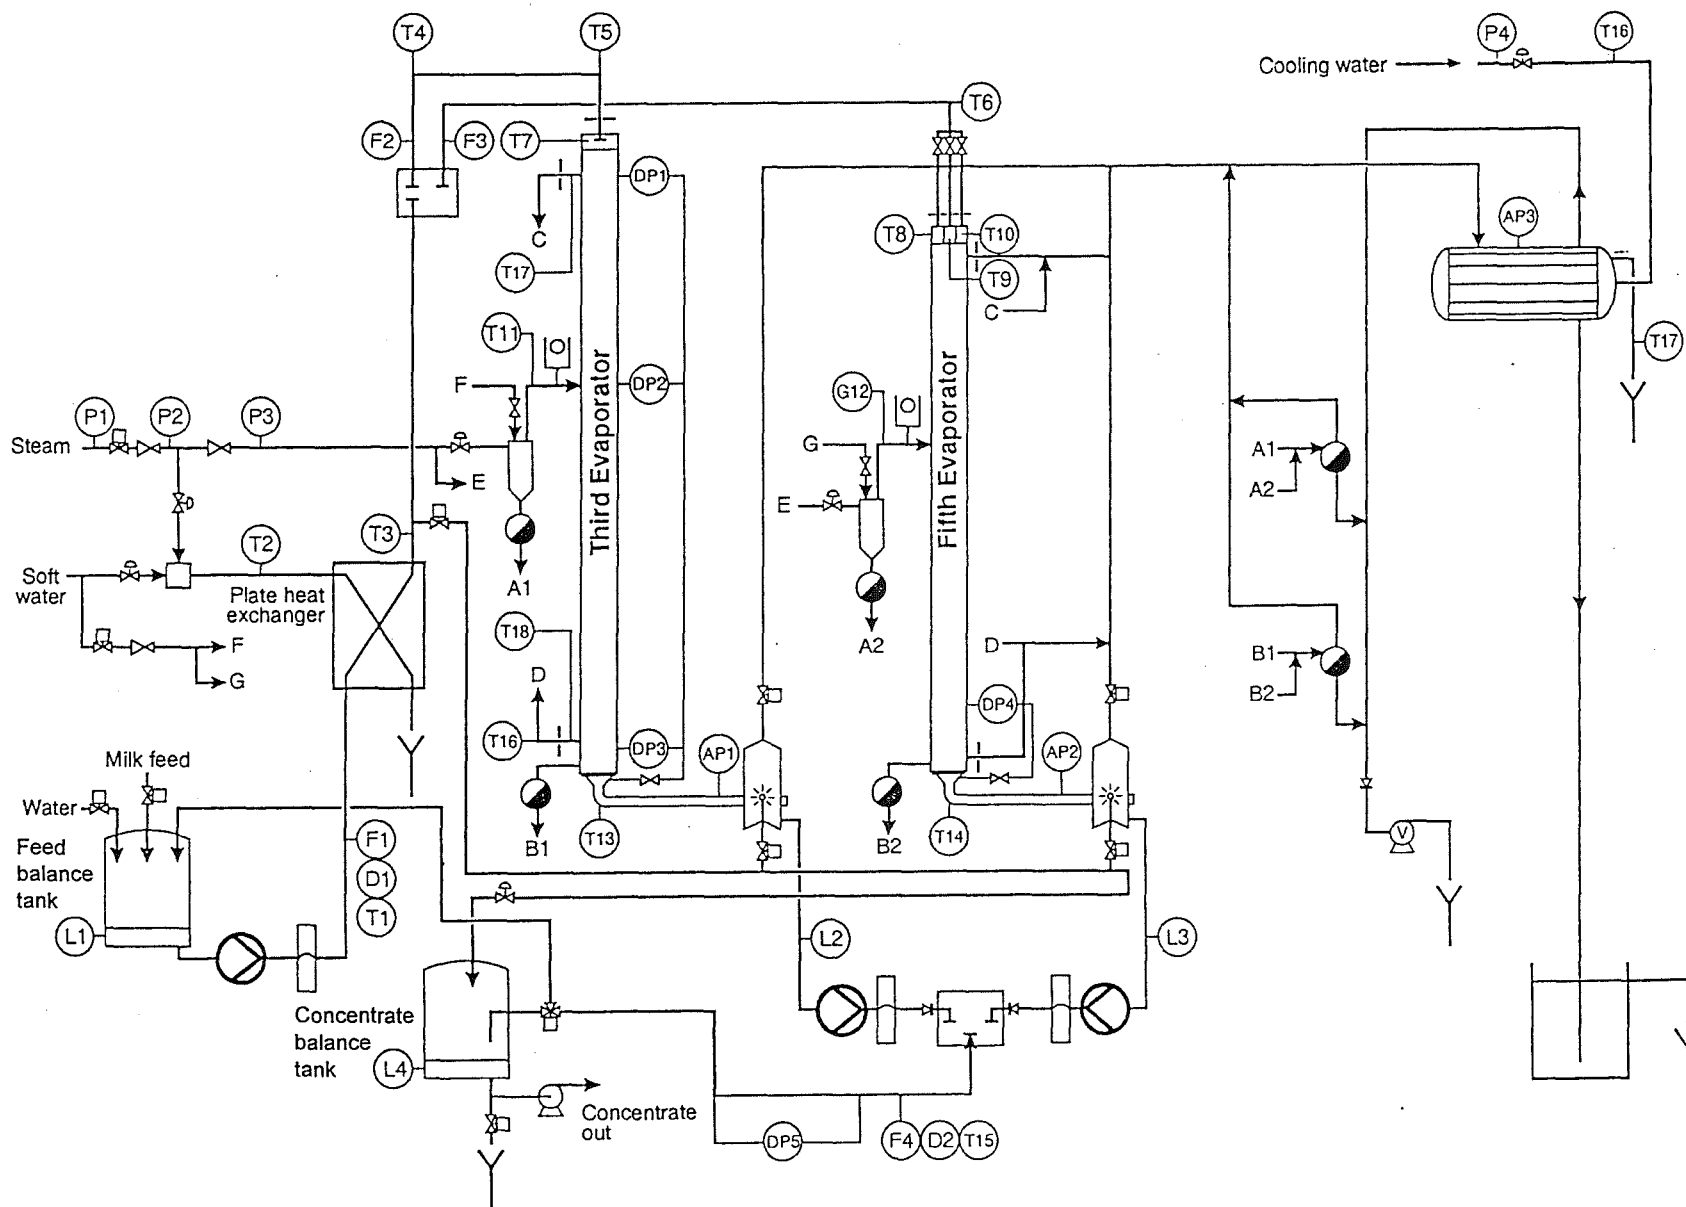 T4
T5
P4
T16
Cooling water
T6
F2
F3
T7
DP1
AP3
C
T8
T10
T17
T9
C
T11
T17
F
DP2
G12
Third Evaporator
Fifth Evaporator
P1
P2
P3
Steam
G
A1
E
A2
E
T3
T2
Soft
water
Plate heat
exchanger
A1
F
T18
A2
D
B1
G
D
B2
DP4
T16
DP3
AP1
AP2
Milk feed
Water
T13
T14
B1
B2
V
Feed
balance
tank
F1
D1
T1
L1
L2
L3
Concentrate
balance
tank
L4
Concentrate
out
DP5
F4
D2
T15